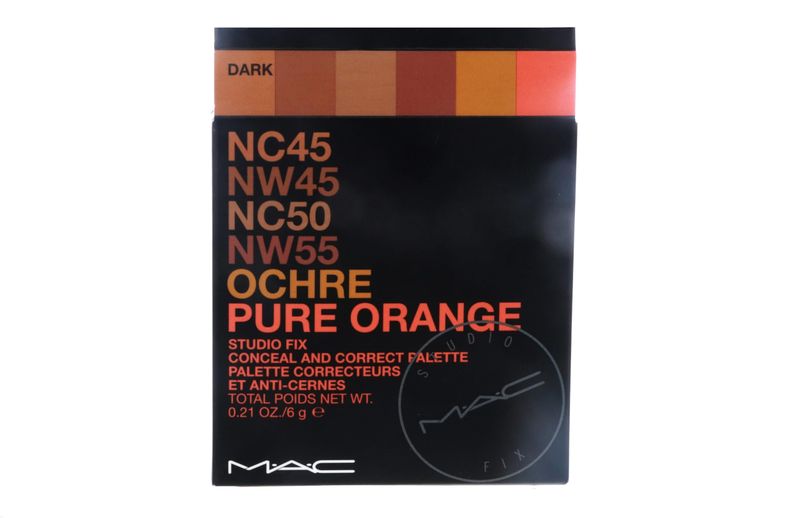 DARK
NC45
NW45
NC50
NW55
OCHRE
PURE ORANGE
STUDIO FIX
CONCEAL AND CORRECT PALETTE
PALETTE CORRECTEURS
ET ANTI-CERNES
TOTAL POIDS NET WT.
0.21 OZ./6 g ℮
STUDIO
M·A·C
FIX
M·A·C